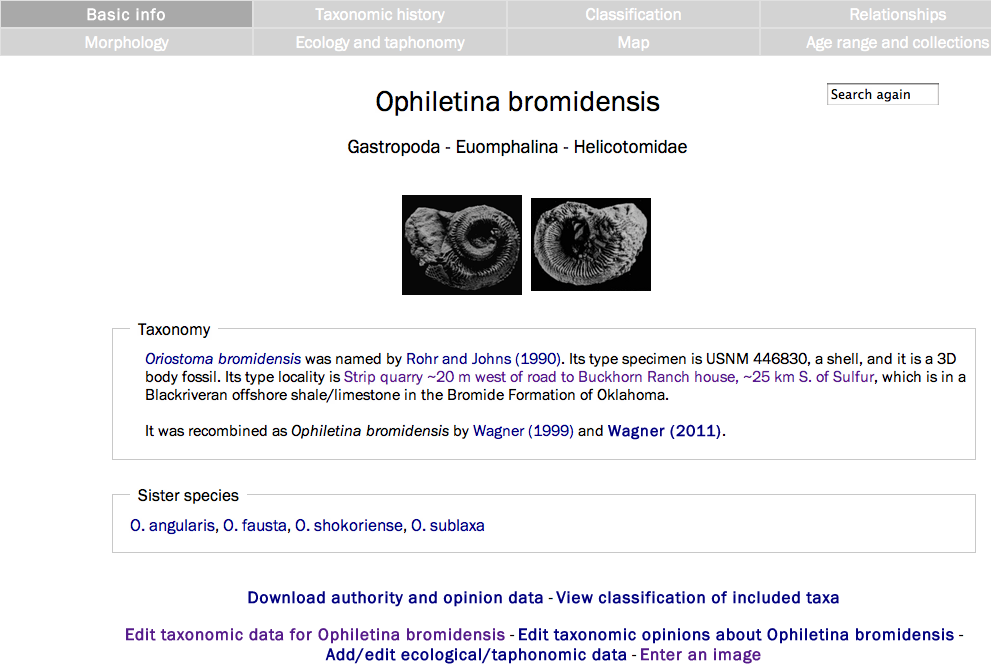 Basic info Taxonomic history Classification Relationships
Morphology Ecology and taphonomy Map Age range and collections
Search again
Ophiletina bromidensis
Gastropoda - Euomphalina - Helicotomidae
Taxonomy
Oriostoma bromidensis was named by Rohr and Johns (1990). Its type specimen is USNM 446830, a shell, and it is a 3D
body fossil. Its type locality is Strip quarry ~20 m west of road to Buckhorn Ranch house, ~25 km S. of Sulfur, which is in a
Blackriveran offshore shale/limestone in the Bromide Formation of Oklahoma.
It was recombined as Ophiletina bromidensis by Wagner (1999) and Wagner (2011).
Sister species
O. angularis, O. fausta, O. shokoriense, O. sublaxa
Download authority and opinion data - View classification of included taxa
Edit taxonomic data for Ophiletina bromidensis - Edit taxonomic opinions about Ophiletina bromidensis -
Add/edit ecological/taphonomic data - Enter an image